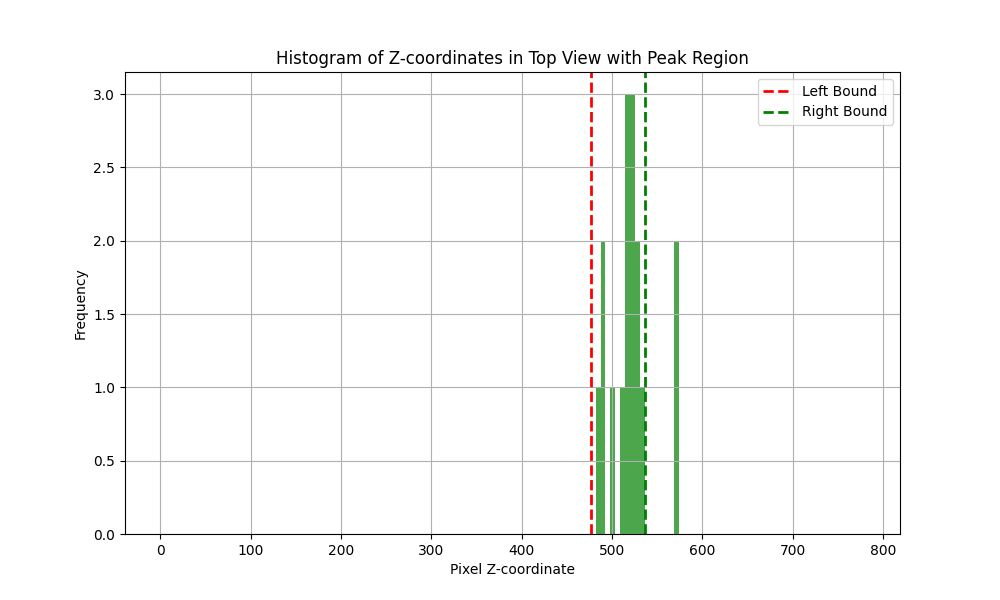 Histogram of Z-coordinates in Top View with Peak Region
Left Bound
Right Bound
3.0
2.5
2.0
1.5
1.0
0.5
0.0
Frequency
0 100 200 300 400 500 600 700 800
Pixel Z-coordinate